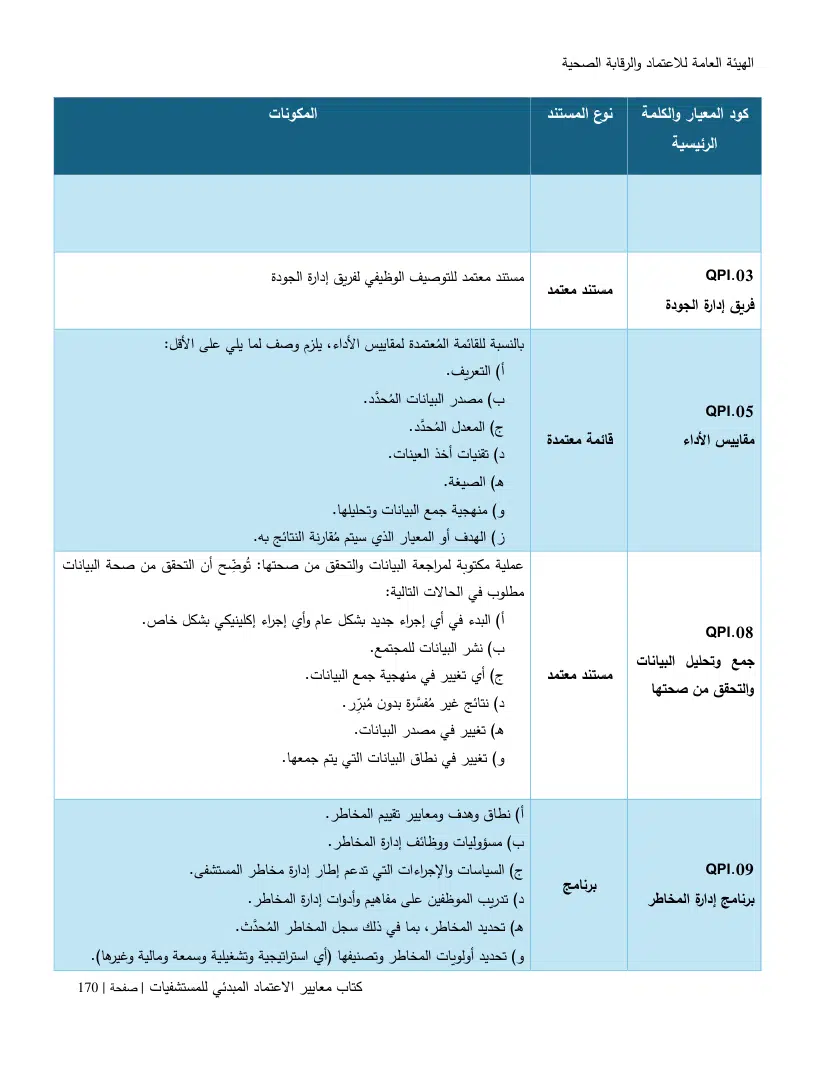 الهيئة العامة للاعتماد والرقابة الصحية
كود المعيار والكلمة الرئيسية
نوع المستند
المكونات
QPI.03
فريق إدارة الجودة
مستند معتمد
مستند معتمد للتوصيف الوظيفي لفريق إدارة الجودة
QPI.05
مقاييس الأداء
قائمة معتمدة
بالنسبة للقائمة المُعتمدة لمقاييس الأداء، يلزم وصف لما يلي على الأقل:
أ) التعريف.
ب) مصدر البيانات المُحدَّد.
ج) المعدل المُحدَّد.
د) تقنيات أخذ العينات.
ه) الصيغة.
و) منهجية جمع البيانات وتحليلها.
ز) الهدف أو المعيار الذي سيتم مُقارنة النتائج به.
QPI.08
جمع وتحليل البيانات
والتحقق من صحتها
مستند معتمد
عملية مكتوبة لمراجعة البيانات والتحقق من صحتها: تُوضِّح أن التحقق من صحة البيانات
مطلوب في الحالات التالية:
أ) البدء في أي إجراء جديد بشكل عام وأي إجراء إكلينيكي بشكل خاص.
ب) نشر البيانات للمجتمع.
ج) أي تغيير في منهجية جمع البيانات.
د) نتائج غير مُفسَّرة بدون مُبرِّر.
ه) تغيير في مصدر البيانات.
و) تغيير في نطاق البيانات التي يتم جمعها.
QPI.09
برنامج إدارة المخاطر
برنامج
أ) نطاق وهدف ومعايير تقييم المخاطر.
ب) مسؤوليات ووظائف إدارة المخاطر.
ج) السياسات والإجراءات التي تدعم إطار إدارة مخاطر المستشفى.
د) تدريب الموظفين على مفاهيم وأدوات إدارة المخاطر.
ه) تحديد المخاطر، بما في ذلك سجل المخاطر المُحدَّث.
و) تحديد أولويات المخاطر وتصنيفها (أي استراتيجية وتشغيلية وسمعة ومالية وغيرها).
كتاب معايير الاعتماد المبدئي للمستشفيات | صفحة | 170